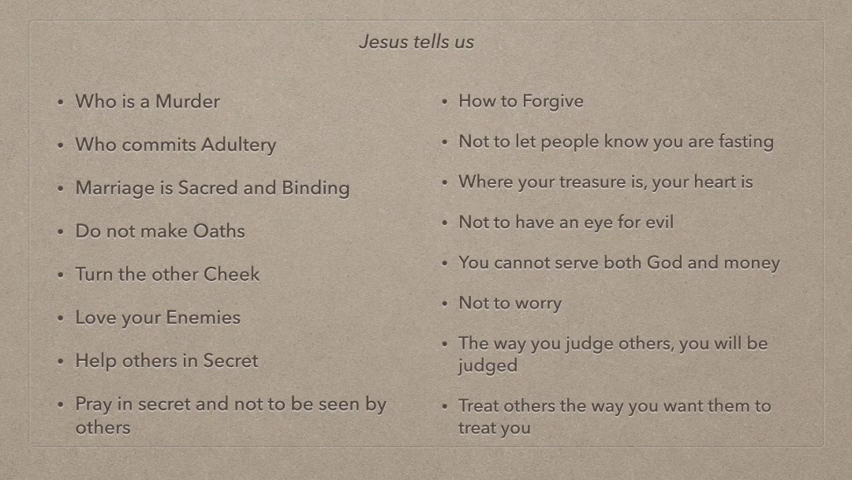 Jesus tells us
• Who is a Murder
• Who commits Adultery
• Marriage is Sacred and Binding
• Do not make Oaths
• Turn the other Cheek
• Love your Enemies
• Help others in Secret
• Pray in secret and not to be seen by
others
• How to Forgive
• Not to let people know you are fasting
• Where your treasure is, your heart is
• Not to have an eye for evil
• You cannot serve both God and money
• Not to worry
• The way you judge others, you will be
judged
• Treat others the way you want them to
treat you